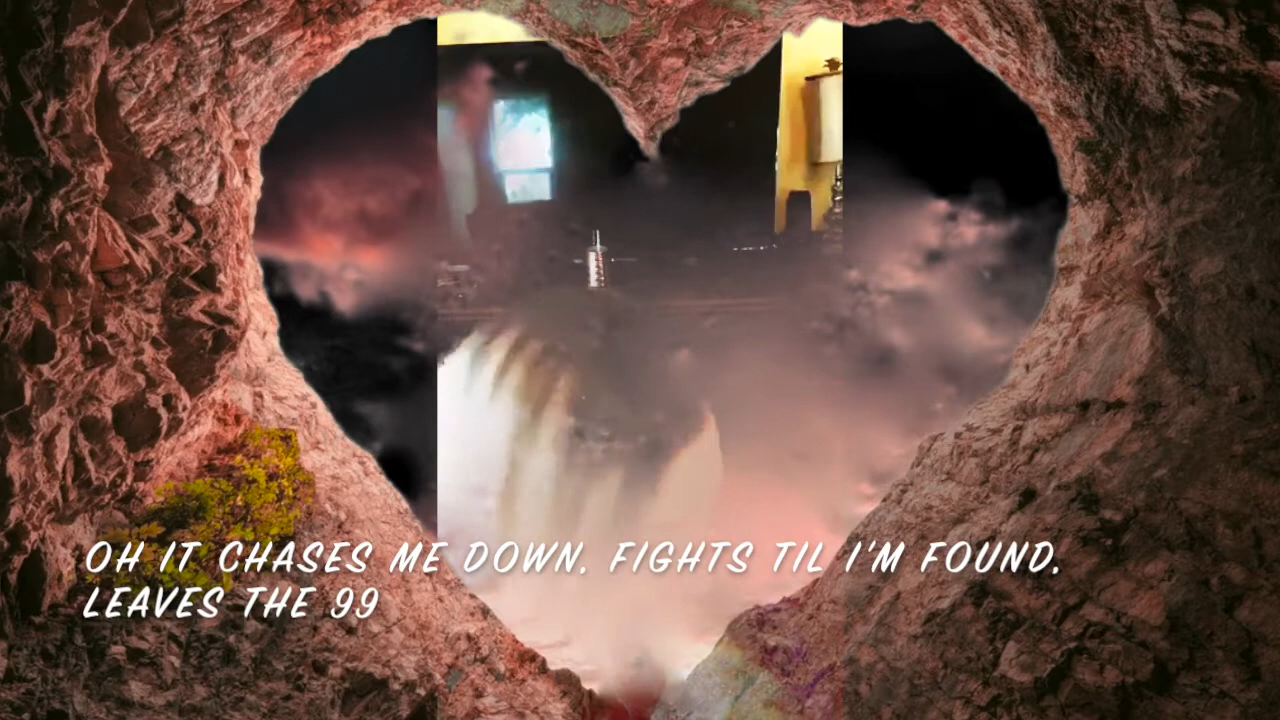 OH IT CHASES ME DOWN, FIGHTS TIL I'M FOUND,
LEAVES THE 99